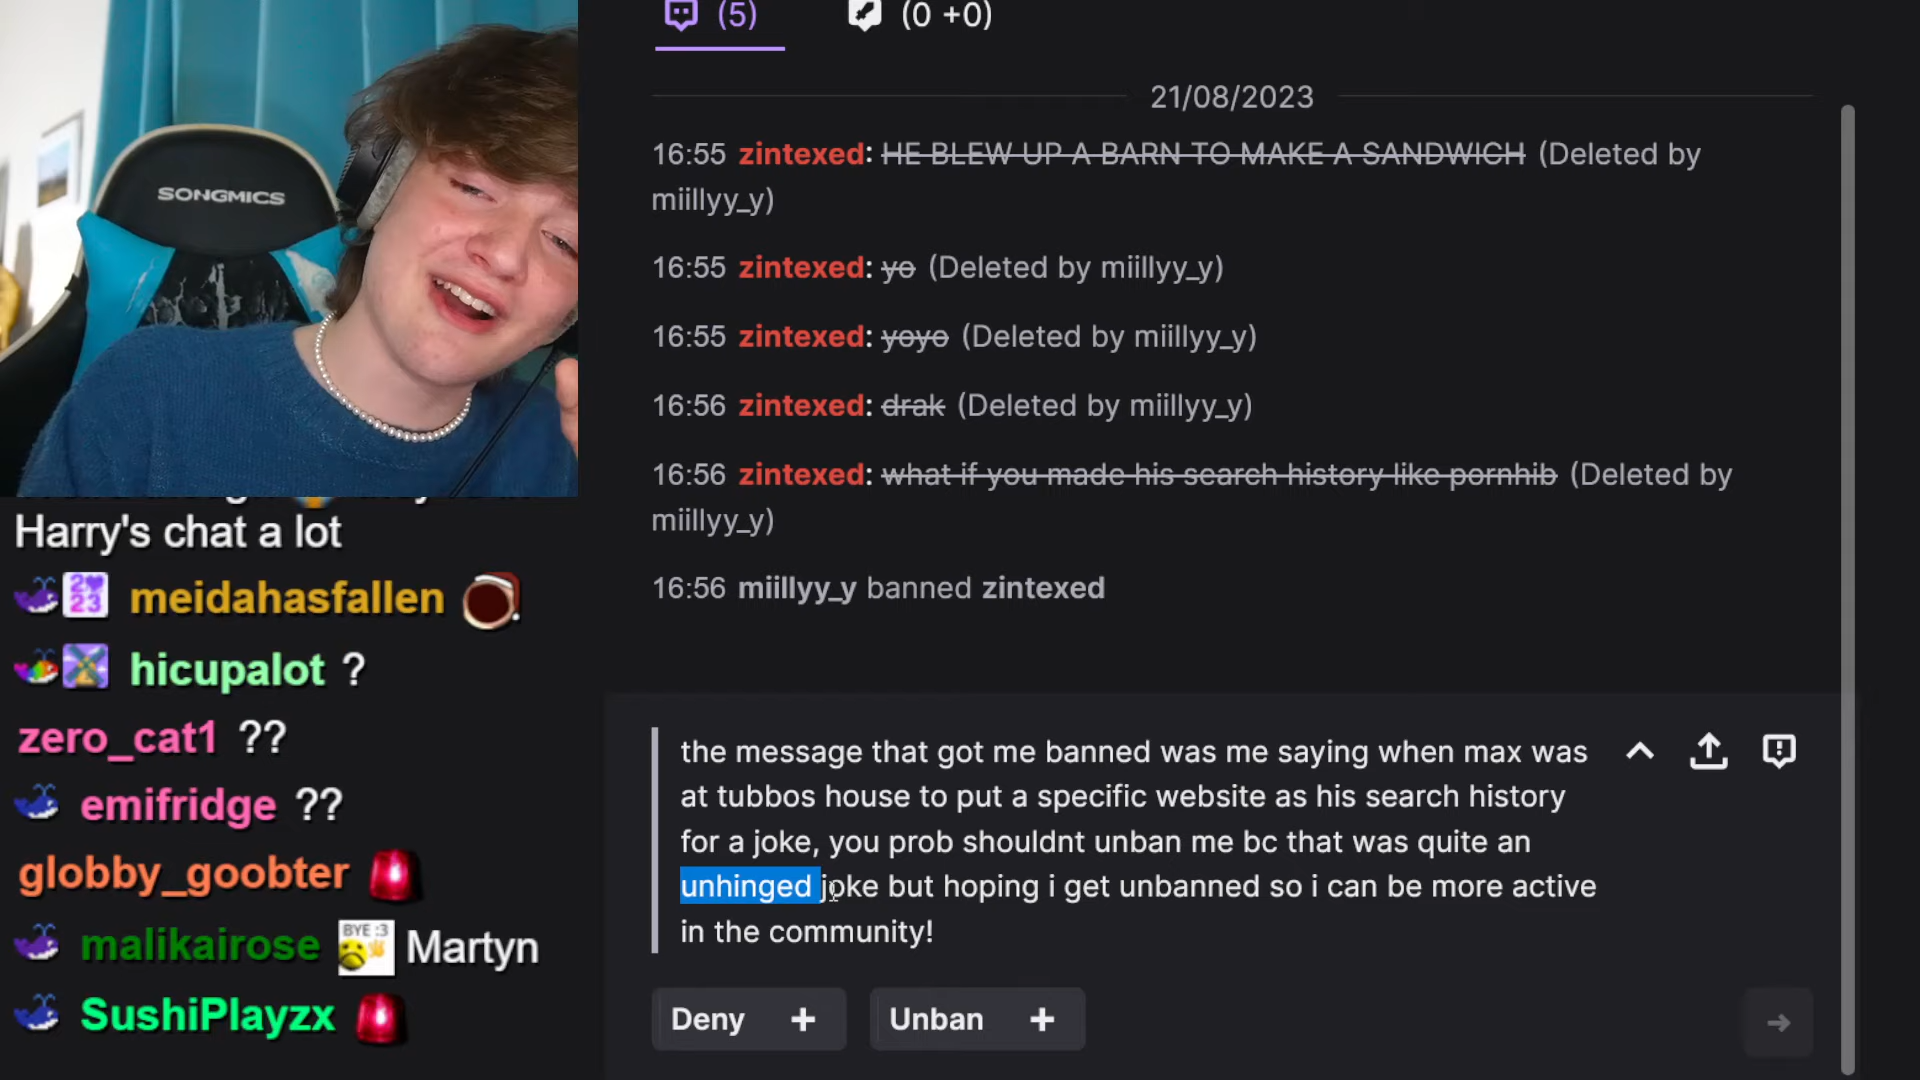 (5)
(0 +0)
21/08/2023
16:55 zintexed: HE BLEW UP A BARN TO MAKE A SANDWICH (Deleted by
miillyy_y)
16:55 zintexed: yo (Deleted by miillyy_y)
16:55 zintexed: yoyo (Deleted by miillyy_y)
16:56 zintexed: drak (Deleted by miillyy_y)
16:56 zintexed: what if you made his search history like pornhib (Deleted by
miillyy_y)
16:56 miillyy_y banned zintexed
the message that got me banned was me saying when max was
at tubbos house to put a specific website as his search history
for a joke, you prob shouldnt unban me bc that was quite an
unhinged joke but hoping i get unbanned so i can be more active
in the community!
Deny +
Unban +
SONGMICS
Harry's chat a lot
2023 meidahasfallen
hicupalot ?
zero_cat1 ??
emifridge ??
globby_goobter
malikairose BYE :3 Martyn
SushiPlayzx